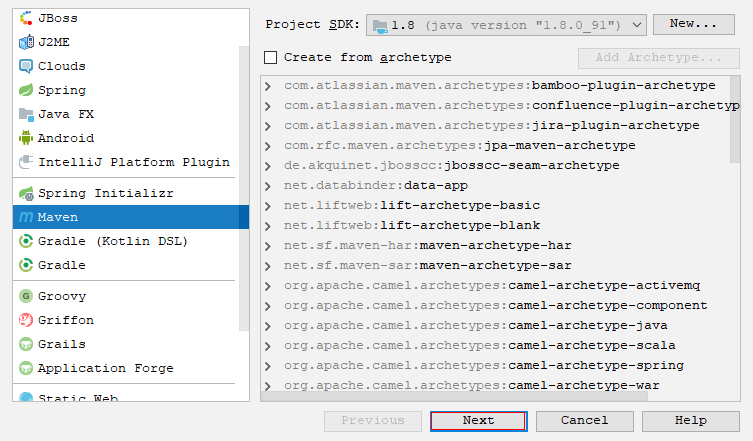 JBoss
J2ME
Clouds
Spring
Java FX
Android
IntelliJ Platform Plugin
Spring Initializr
Maven
Gradle (Kotlin DSL)
Gradle
Groovy
Griffon
Grails
Application Forge
Static Web
Project SDK: 1.8 (java version "1.8.0_91") New...
Create from archetype Add Archetype...
com.atlassian.maven.archetypes:bamboo-plugin-archetype
com.atlassian.maven.archetypes:confluence-plugin-archetyp
com.atlassian.maven.archetypes:jira-plugin-archetype
com.rfc.maven.archetypes:jpa-maven-archetype
de.akquinet.jbosscc:jbosscc-seam-archetype
net.databinder:data-app
net.liftweb:lift-archetype-basic
net.liftweb:lift-archetype-blank
net.sf.maven-har:maven-archetype-har
net.sf.maven-sar:maven-archetype-sar
org.apache.camel.archetypes:camel-archetype-activemq
org.apache.camel.archetypes:camel-archetype-component
org.apache.camel.archetypes:camel-archetype-java
org.apache.camel.archetypes:camel-archetype-scala
org.apache.camel.archetypes:camel-archetype-spring
org.apache.camel.archetypes:camel-archetype-war
Previous Next Cancel Help